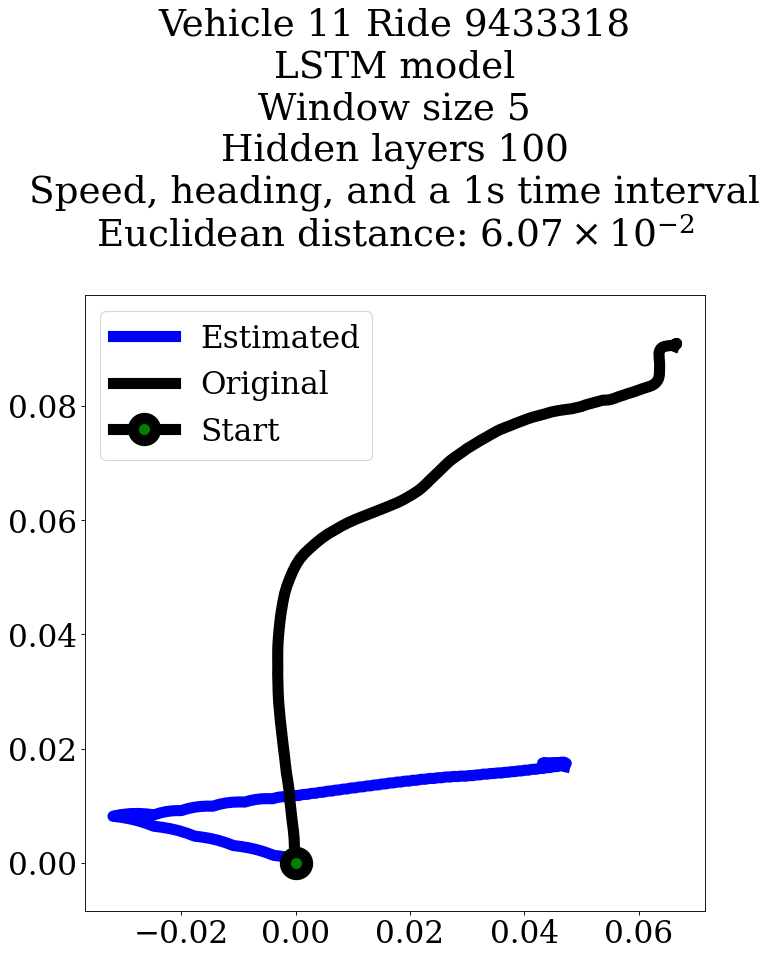 Vehicle 11 Ride 9433318
LSTM model
Window size 5
Hidden layers 100
Speed, heading, and a 1s time interval
Euclidean distance: 6.07 × 10⁻²
Estimated
Original
Start
0.08
0.06
0.04
0.02
0.00
−0.02 0.00 0.02 0.04 0.06